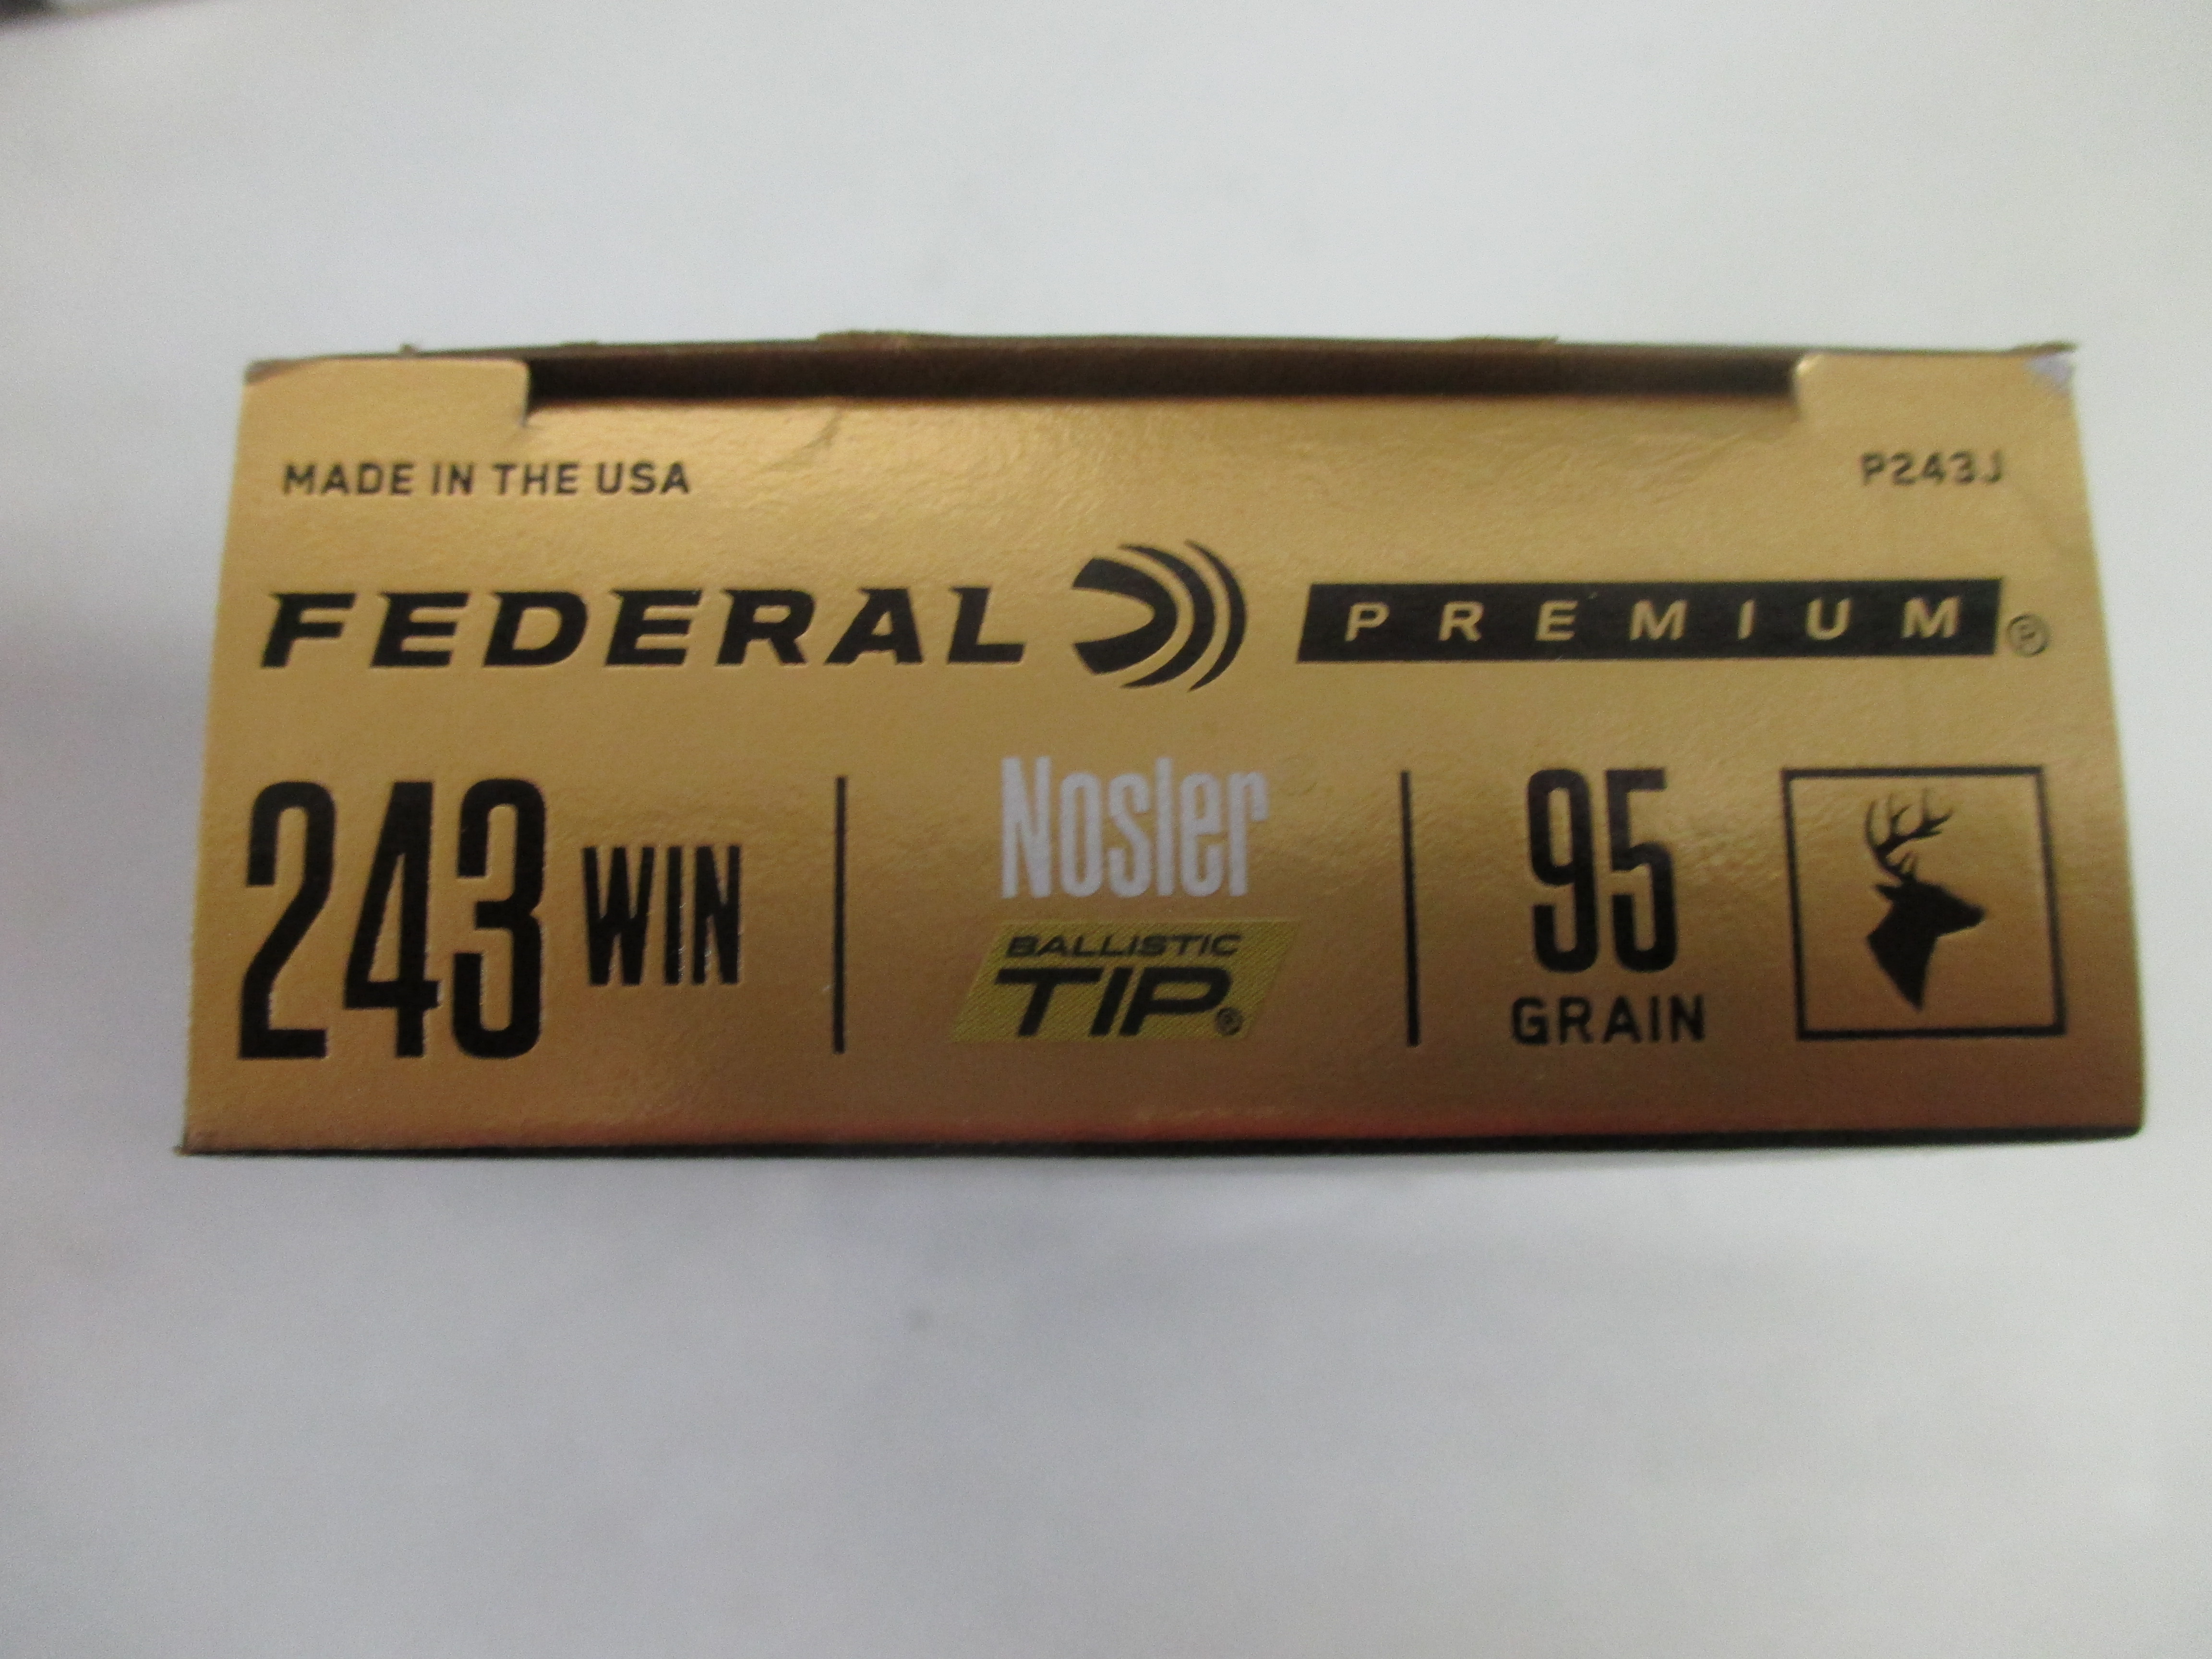 MADE IN THE USA P243J
FEDERAL PREMIUM®
243 WIN Nosler 95
BALLISTIC
TIP® GRAIN